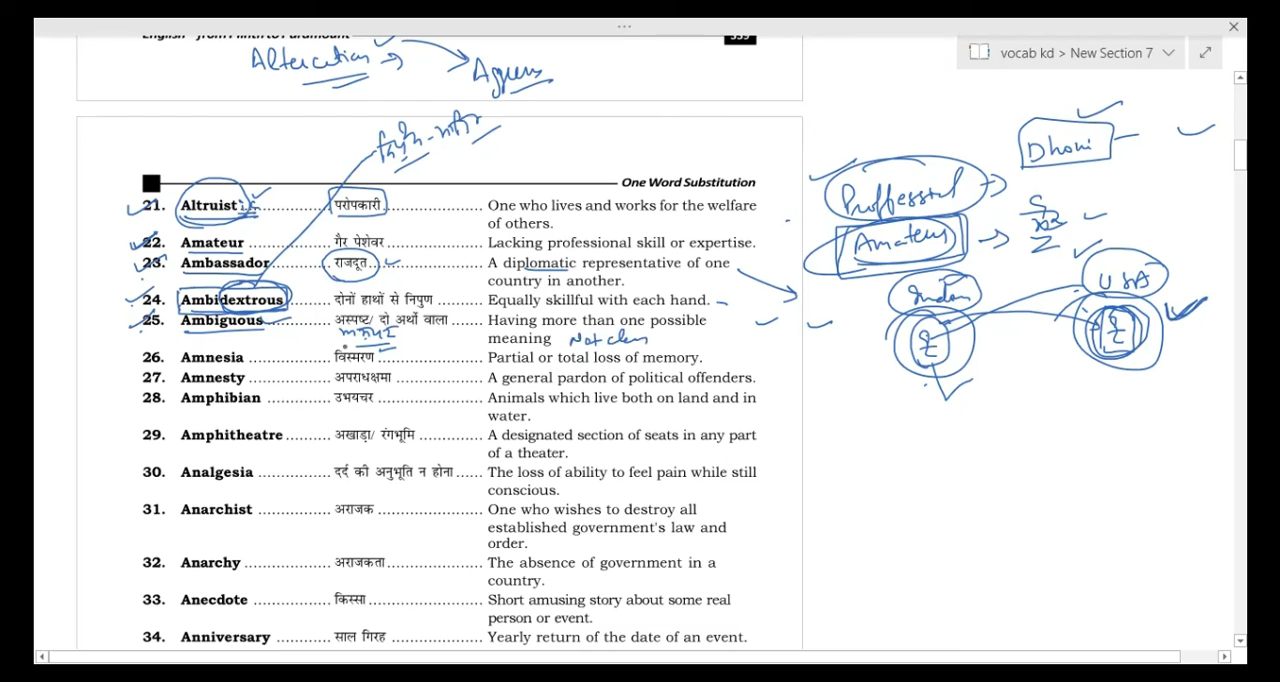 English - from Plinth to Paramount 339
vocab kd > New Section 7
Altercation →
Agress
Dhoni
One Word Substitution
Proffessinl →
Amateur →
21. Altruist ................ परोपकारी ................ One who lives and works for the welfare
of others.
22. Amateur ................ गैर पेशेवर ................ Lacking professional skill or expertise.
23. Ambassador ................ राजदूत ................ A diplomatic representative of one
country in another.
USA
24. Ambidextrous ................ दोनों हाथों से निपुण ................ Equally skillful with each hand.
25. Ambiguous ................ अस्पष्ट/ दो अर्थों वाला ................ Having more than one possible
meaning Not clear
26. Amnesia ................ विस्मरण ................ Partial or total loss of memory.
27. Amnesty ................ अपराधक्षमा ................ A general pardon of political offenders.
28. Amphibian ................ उभयचर ................ Animals which live both on land and in
water.
29. Amphitheatre ................ अखाड़ा/ रंगभूमि ................ A designated section of seats in any part
of a theater.
30. Analgesia ................ दर्द की अनुभूति न होना ...... The loss of ability to feel pain while still
conscious.
31. Anarchist ................ अराजक ................ One who wishes to destroy all
established government's law and
order.
32. Anarchy ................ अराजकता ................ The absence of government in a
country.
33. Anecdote ................ किस्सा ................ Short amusing story about some real
person or event.
34. Anniversary ................ साल गिरह ................ Yearly return of the date of an event.